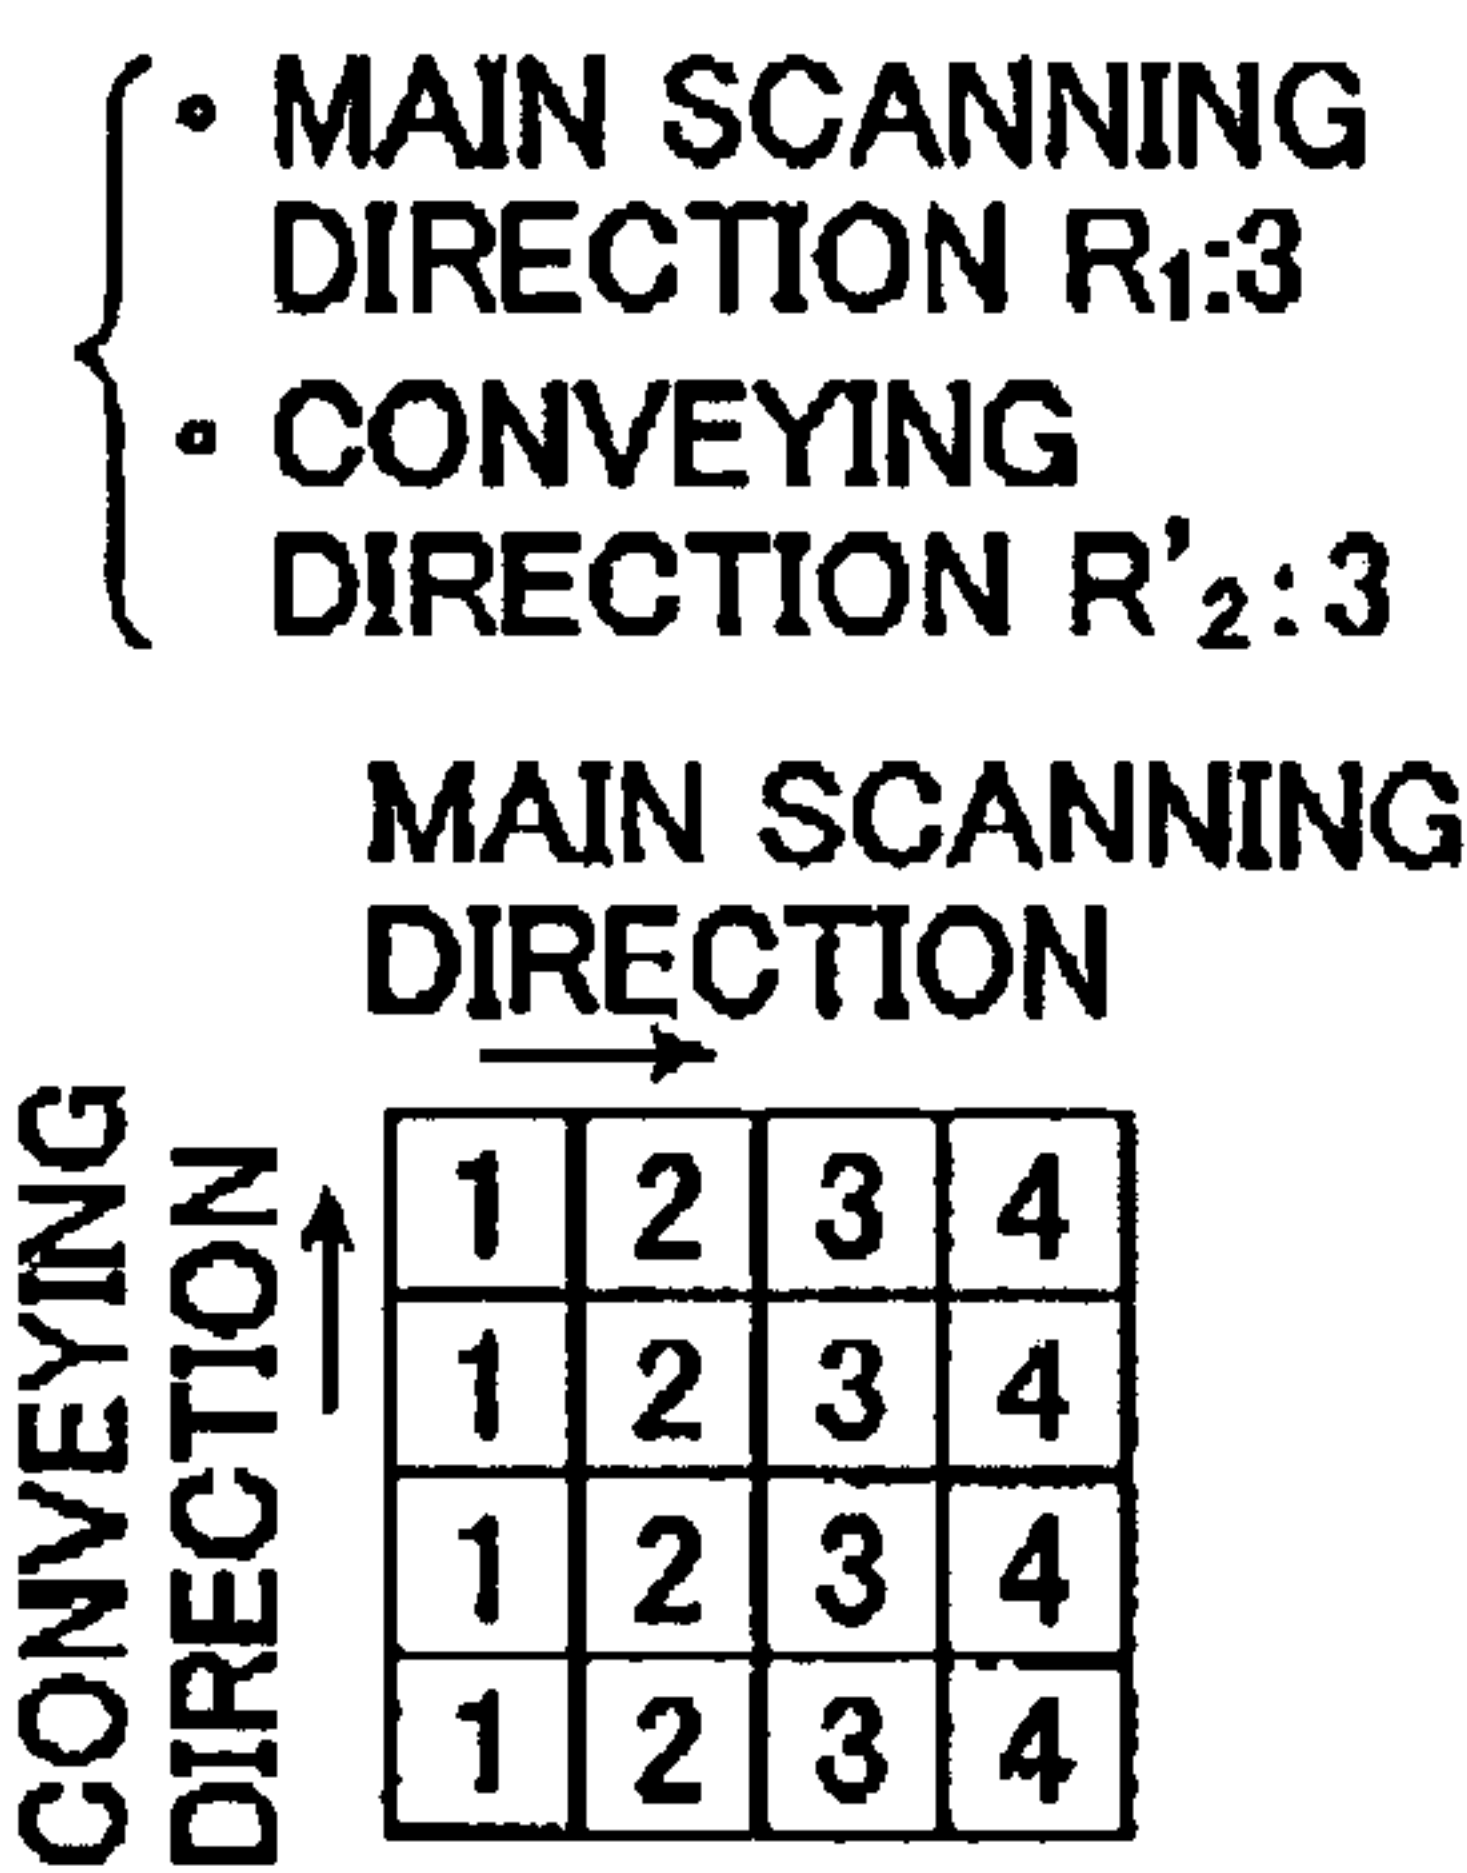 • MAIN SCANNING
DIRECTION R₁:3
• CONVEYING
DIRECTION R'₂:3
MAIN SCANNING
DIRECTION
CONVEYING
DIRECTION
1 2 3 4
1 2 3 4
1 2 3 4
1 2 3 4